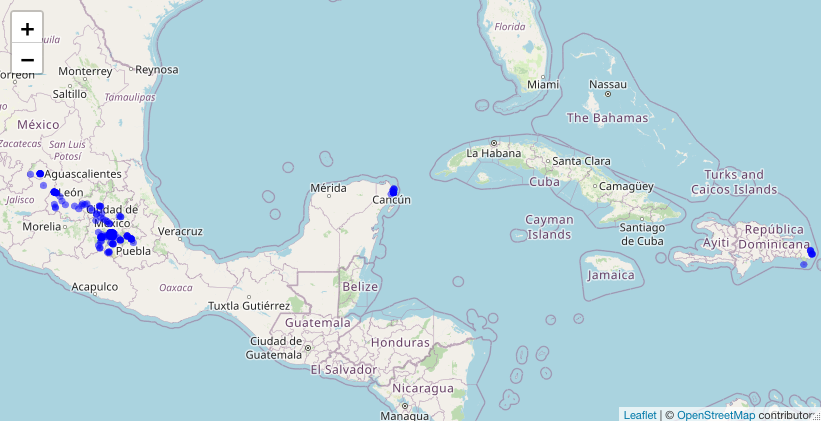 +
−
Florida
Monterrey
Reynosa
Saltillo
Tamaulipas
México
Zacatecas
San Luis
Potosí
Aguascalientes
León
Jalisco
Ciudad de
México
Morelia
Puebla
Veracruz
Acapulco
Oaxaca
Tuxtla Gutiérrez
Mérida
Cancún
Belize
Guatemala
Ciudad de
Guatemala
Honduras
El Salvador
Nicaragua
Managua
Miami
Nassau
The Bahamas
La Habana
Santa Clara
Cuba
Camagüey
Santiago
de Cuba
Cayman
Islands
Jamaica
Turks and
Caicos Islands
Ayiti
República
Dominicana
Leaflet | © OpenStreetMap contributors